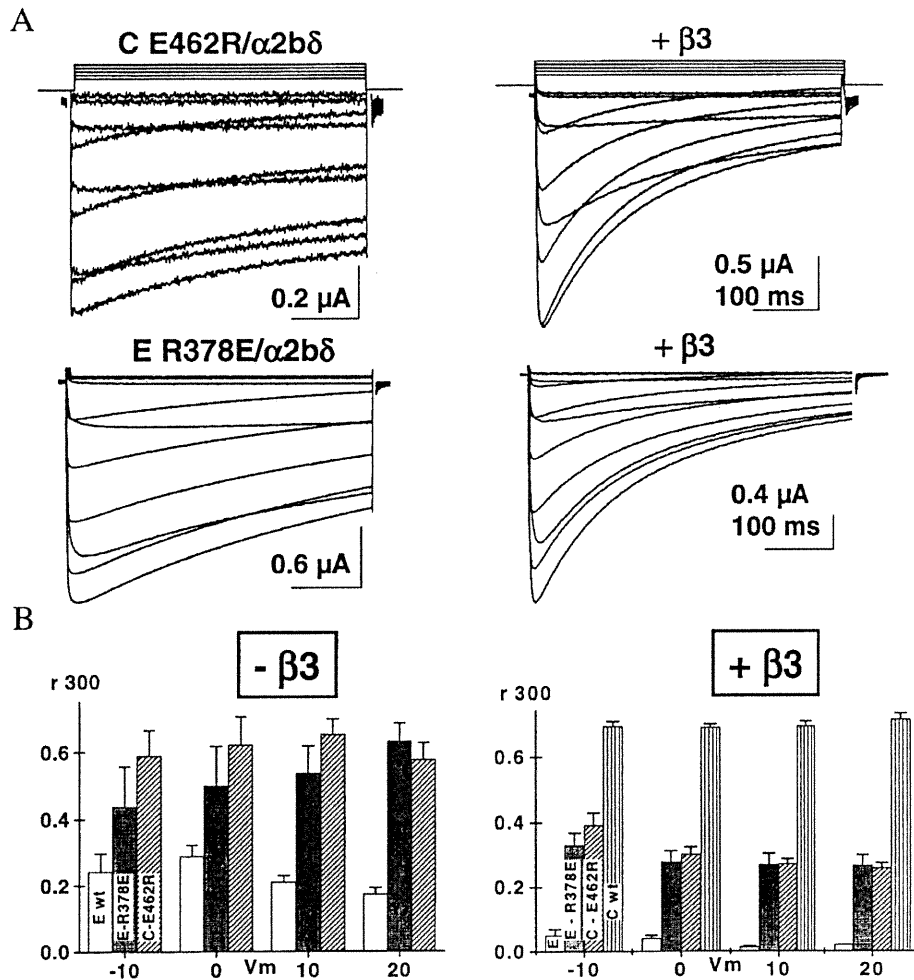 A
C E462R/α2bδ
+ β3
0.2 µA
0.5 µA
100 ms
E R378E/α2bδ
+ β3
0.6 µA
0.4 µA
100 ms
B
- β3
+ β3
r 300
r 300
0.6
0.4
0.2
0.0
E wt
E-R378E
C-E462R
-10
0
Vm
10
20
0.6
0.4
0.2
0.0
E
E - R378E
C - E462R
C wt
-10
0
Vm
10
20